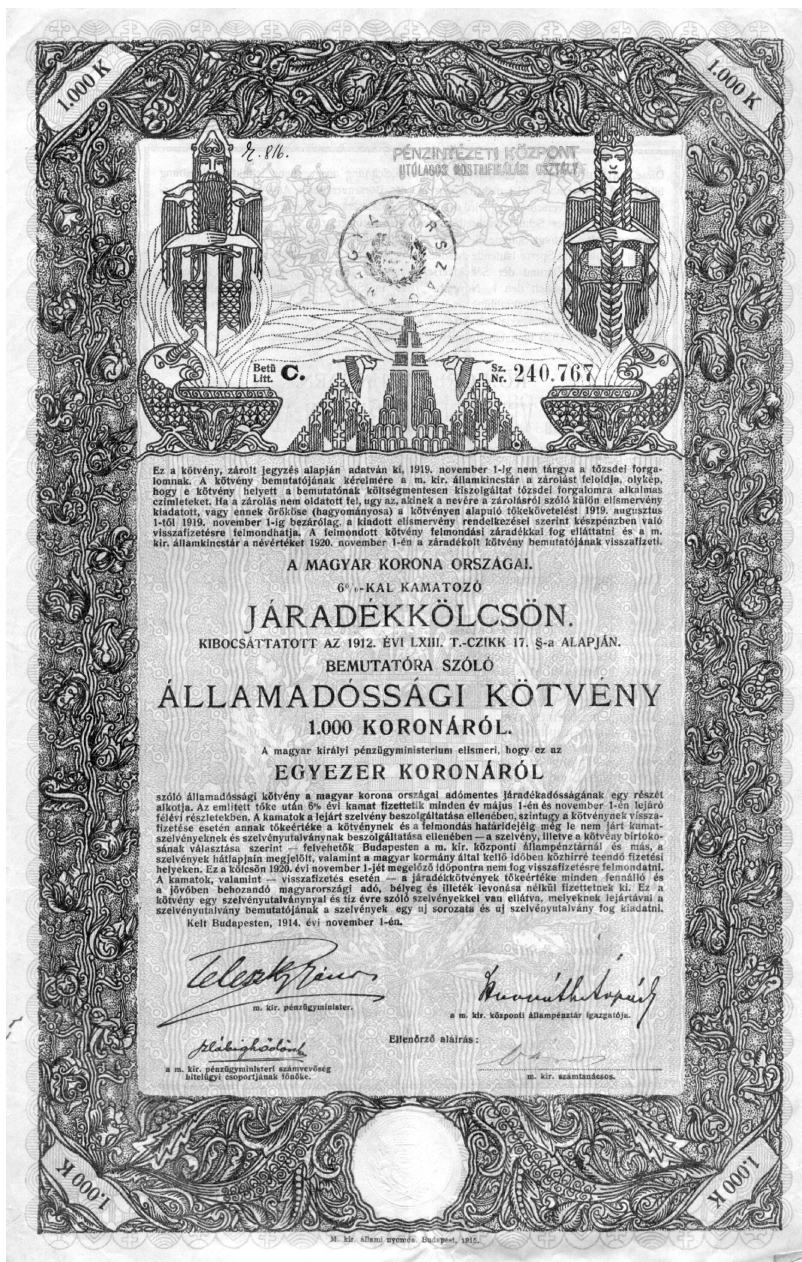 1.000 K
1.000 K
PÉNZINTÉZETI KÖZPONT
UTÓLAGOS NOSTRIFIKÁLÁSI OSZTÁLY
MAGYARORSZÁG
Betü
Litt. C.
Sz.
Nr. 240.767
Ez a kötvény, zárolt jegyzés alapján adatván ki, 1919. november 1-ig nem tárgya a tőzsdei forga-
lomnak. A kötvény bemutatójának kérelmére a m. kir. államkincstár a zárolást feloldja, olykép,
hogy e kötvény helyett a bemutatónak költségmentesen kiszolgáltat tőzsdei forgalomra alkalmas
czimleteket. Ha a zárolás nem oldatott fel, ugy az, akinek a nevére a zárolásról szóló külön elismervény
kiadatott, vagy ennek örököse (hagyományosa) a kötvényen alapuló tőkekövetelést 1919. augusztus
1-től 1919. november 1-ig bezárólag, a kiadott elismervény rendelkezései szerint készpénzben való
visszafizetésre felmondhatja. A felmondott kötvény felmondási záradékkal fog elláttatni és a m.
kir. államkincstár a névértéket 1920. november 1-én a záradékolt kötvény bemutatójának visszafizeti.
A MAGYAR KORONA ORSZÁGAI.
6%-KAL KAMATOZÓ
JÁRADÉKKÖLCSÖN.
KIBOCSÁTTATOTT AZ 1912. ÉVI LXIII. T.-CZIKK 17. §-a ALAPJÁN.
BEMUTATÓRA SZÓLÓ
ÁLLAMADÓSSÁGI KÖTVÉNY
1.000 KORONÁRÓL.
A magyar királyi pénzügyministerium elismeri, hogy ez az
EGYEZER KORONÁRÓL
szóló államadóssági kötvény a magyar korona országai adómentes járadékadósságának egy részét
alkotja. Az emlitett tőke után 6% évi kamat fizettetik minden év május 1-én és november 1-én lejáró
félévi részletekben. A kamatok a lejárt szelvény beszolgáltatása ellenében, szintugy a kötvénynek vissza-
fizetése esetén annak tőkeértéke a kötvénynek és a felmondás határidejéig még le nem járt kamat-
szelvényeknek és szelvényutalványnak beszolgáltatása ellenében — a szelvény, illetve a kötvény birtoko-
sának választása szerint — felvehetők Budapesten a m. kir. központi állampénztárnál és más, a
szelvények hátlapjain megjelölt, valamint a magyar kormány által kellő időben közhirré teendő fizetési
helyeken. Ez a kölcsön 1920. évi november 1-jét megelőző időpontra nem fog visszafizetésre felmondatni.
A kamatok, valamint — visszafizetés esetén — a járadékkötvények tőkeértéke minden fennálló és
a jövőben behozandó magyarországi adó, bélyeg és illeték levonása nélkül fizettetnek ki. Ez a
kötvény egy szelvényutalványnyal és tiz évre szóló szelvényekkel van ellátva, melyeknek lejártával a
szelvényutalvány bemutatójának a szelvények egy uj sorozata és uj szelvényutalvány fog kiadatni.
Kelt Budapesten, 1914. évi november 1-én.
Teleszky János
m. kir. pénzügyminister.
Horváth Árpád
a m. kir. központi állampénztár igazgatója.
Ellenőrző aláirás:
a m. kir. pénzügyministeri számvevőség
hitelügyi csoportjának főnöke.
m. kir. számtanácsos.
1.000 K
1.000 K
M. kir. állami nyomda. Budapest, 1915.